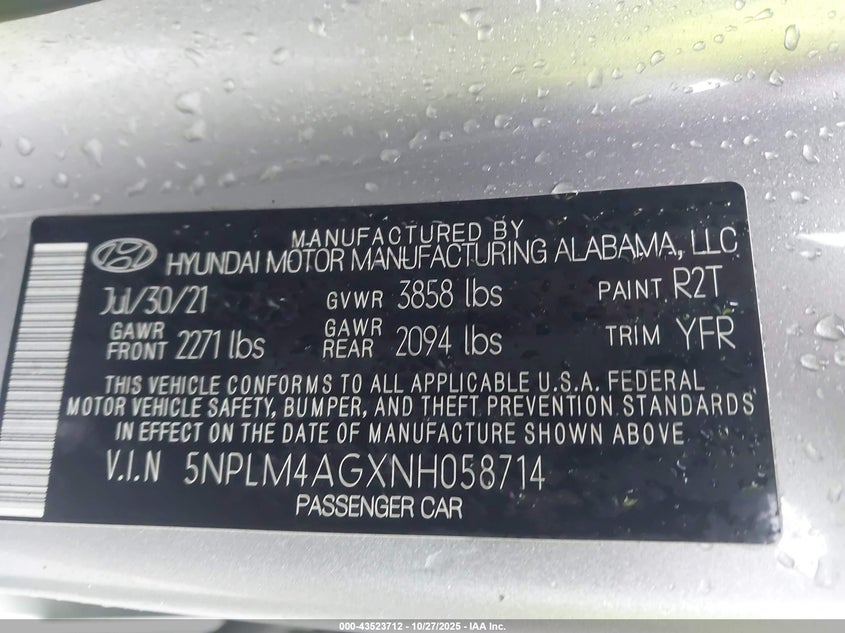 MANUFACTURED BY
HYUNDAI MOTOR MANUFACTURING ALABAMA, LLC
Jul/30/21 GVWR 3858 lbs PAINT R2T
GAWR FRONT 2271 lbs GAWR REAR 2094 lbs TRIM YFR
THIS VEHICLE CONFORMS TO ALL APPLICABLE U.S.A. FEDERAL
MOTOR VEHICLE SAFETY, BUMPER, AND THEFT PREVENTION STANDARDS
IN EFFECT ON THE DATE OF MANUFACTURE SHOWN ABOVE
V.I.N 5NPLM4AGXNH058714
PASSENGER CAR
000-43523712 - 10/27/2025 - IAA Inc.